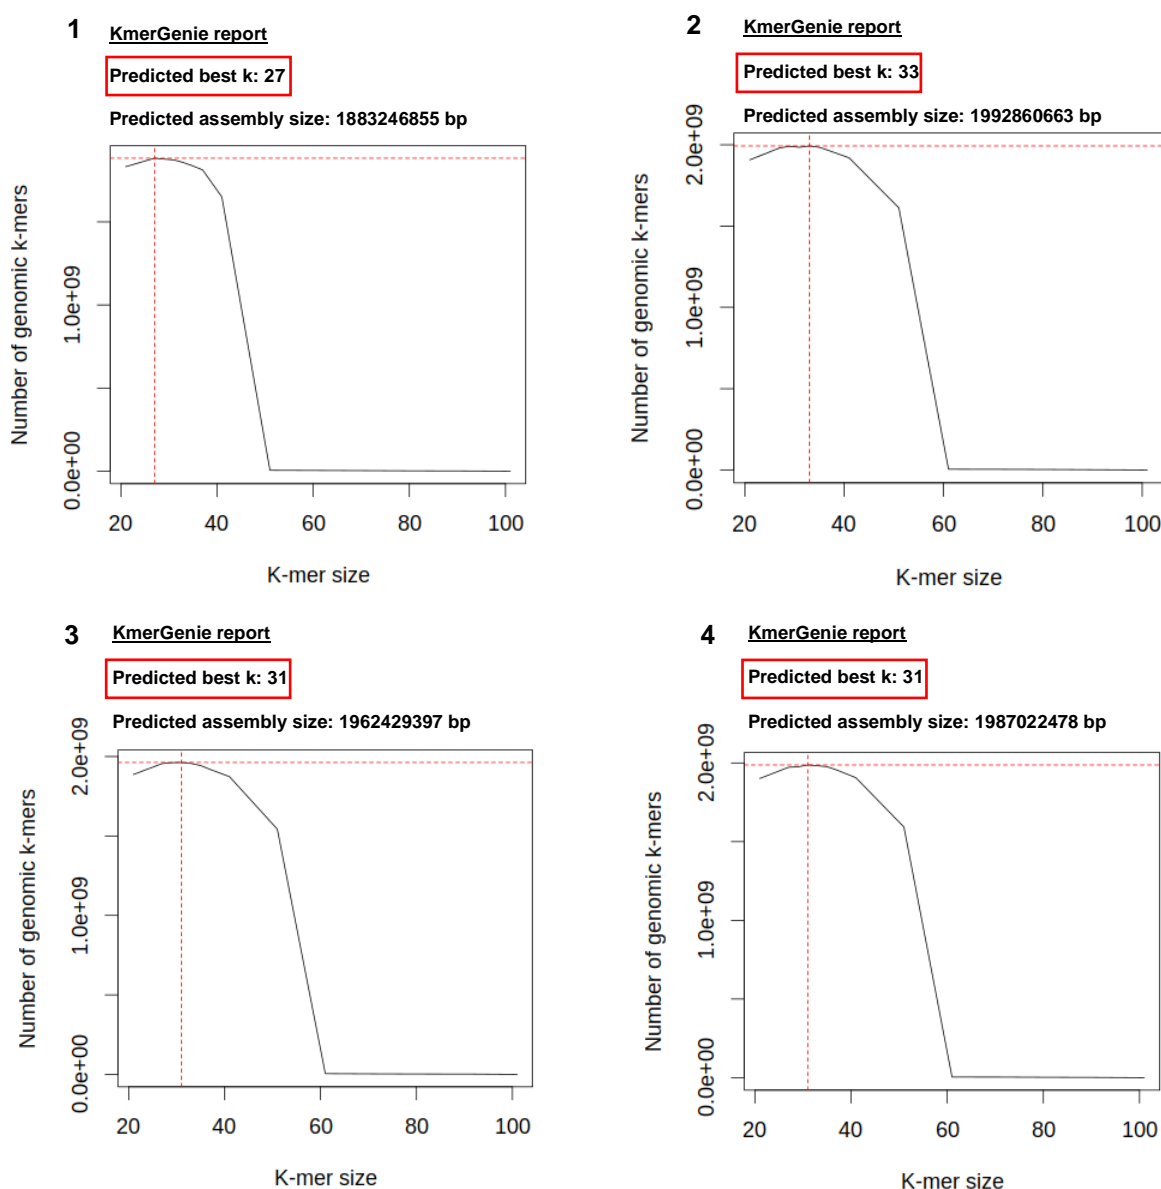 1
KmerGenie report
Predicted best k: 27
Predicted assembly size: 1883246855 bp
Number of genomic k-mers
0.0e+00
1.0e+09
20
40
60
80
100
K-mer size
2
KmerGenie report
Predicted best k: 33
Predicted assembly size: 1992860663 bp
Number of genomic k-mers
0.0e+00
1.0e+09
2.0e+09
20
40
60
80
100
K-mer size
3
KmerGenie report
Predicted best k: 31
Predicted assembly size: 1962429397 bp
Number of genomic k-mers
0.0e+00
1.0e+09
2.0e+09
20
40
60
80
100
K-mer size
4
KmerGenie report
Predicted best k: 31
Predicted assembly size: 1987022478 bp
Number of genomic k-mers
0.0e+00
1.0e+09
2.0e+09
20
40
60
80
100
K-mer size